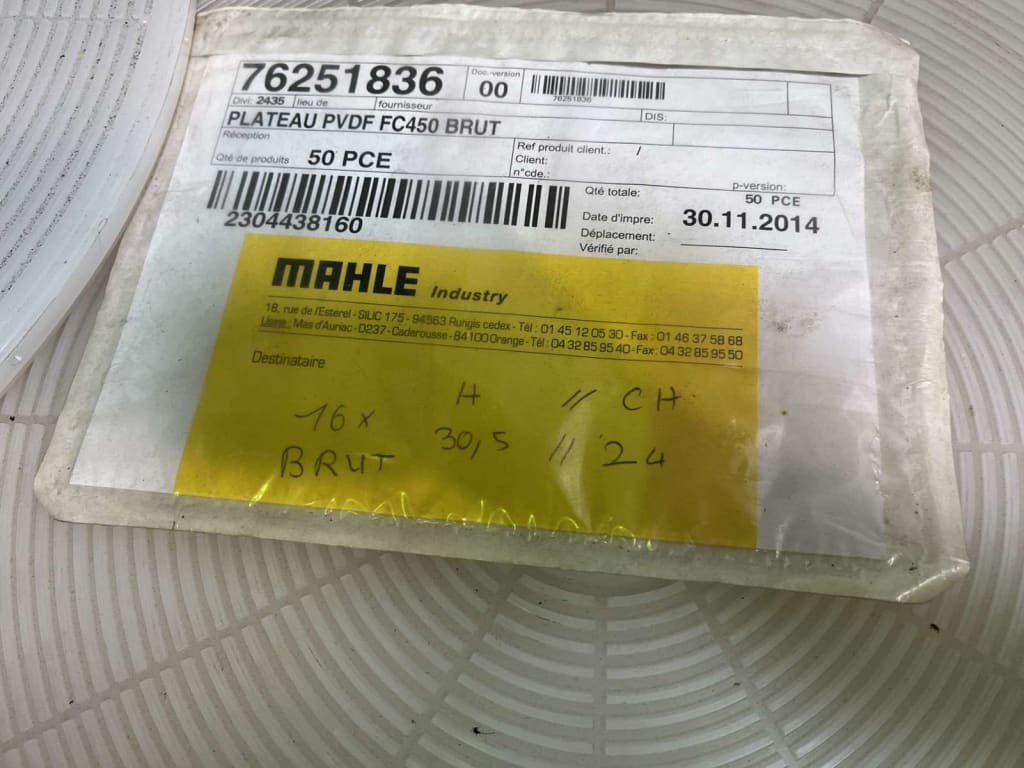 76251836
Doc.-version
00
76251836
Divi: 2435 lieu de fournisseur
DIS:
PLATEAU PVDF FC450 BRUT
Réception
Qté de produits 50 PCE
Ref produit client.: /
Client:
n°cde.:
2304438160
Qté totale: p-version:
50 PCE
Date d'impre: 30.11.2014
Déplacement:
Vérifié par:
MAHLE Industry
18, rue de l'Esterel - SILIC 175 - 94563 Rungis cedex - Tél : 01 45 12 05 30 - Fax : 01 46 37 58 68
Usine : Mas d'Auriac - D237 - Caderousse - 84100 Orange - Tél : 04 32 85 95 40 - Fax : 04 32 85 95 50
Destinataire
H // CH
16 x 30,5 // 24
BRUT